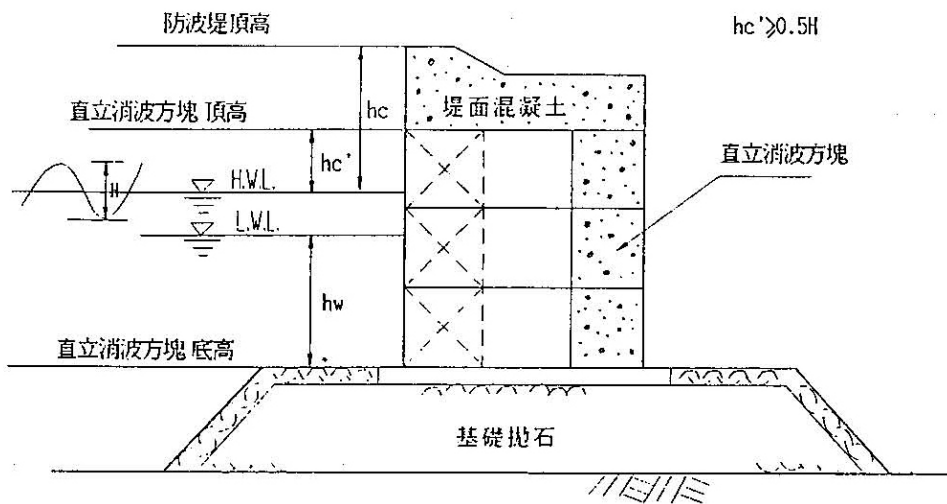 防波堤頂高
hc'≥0.5H
直立消波方塊 頂高
hc
堤面混凝土
hc'
直立消波方塊
H
H.W.L.
L.W.L.
hw
直立消波方塊 底高
基礎拋石